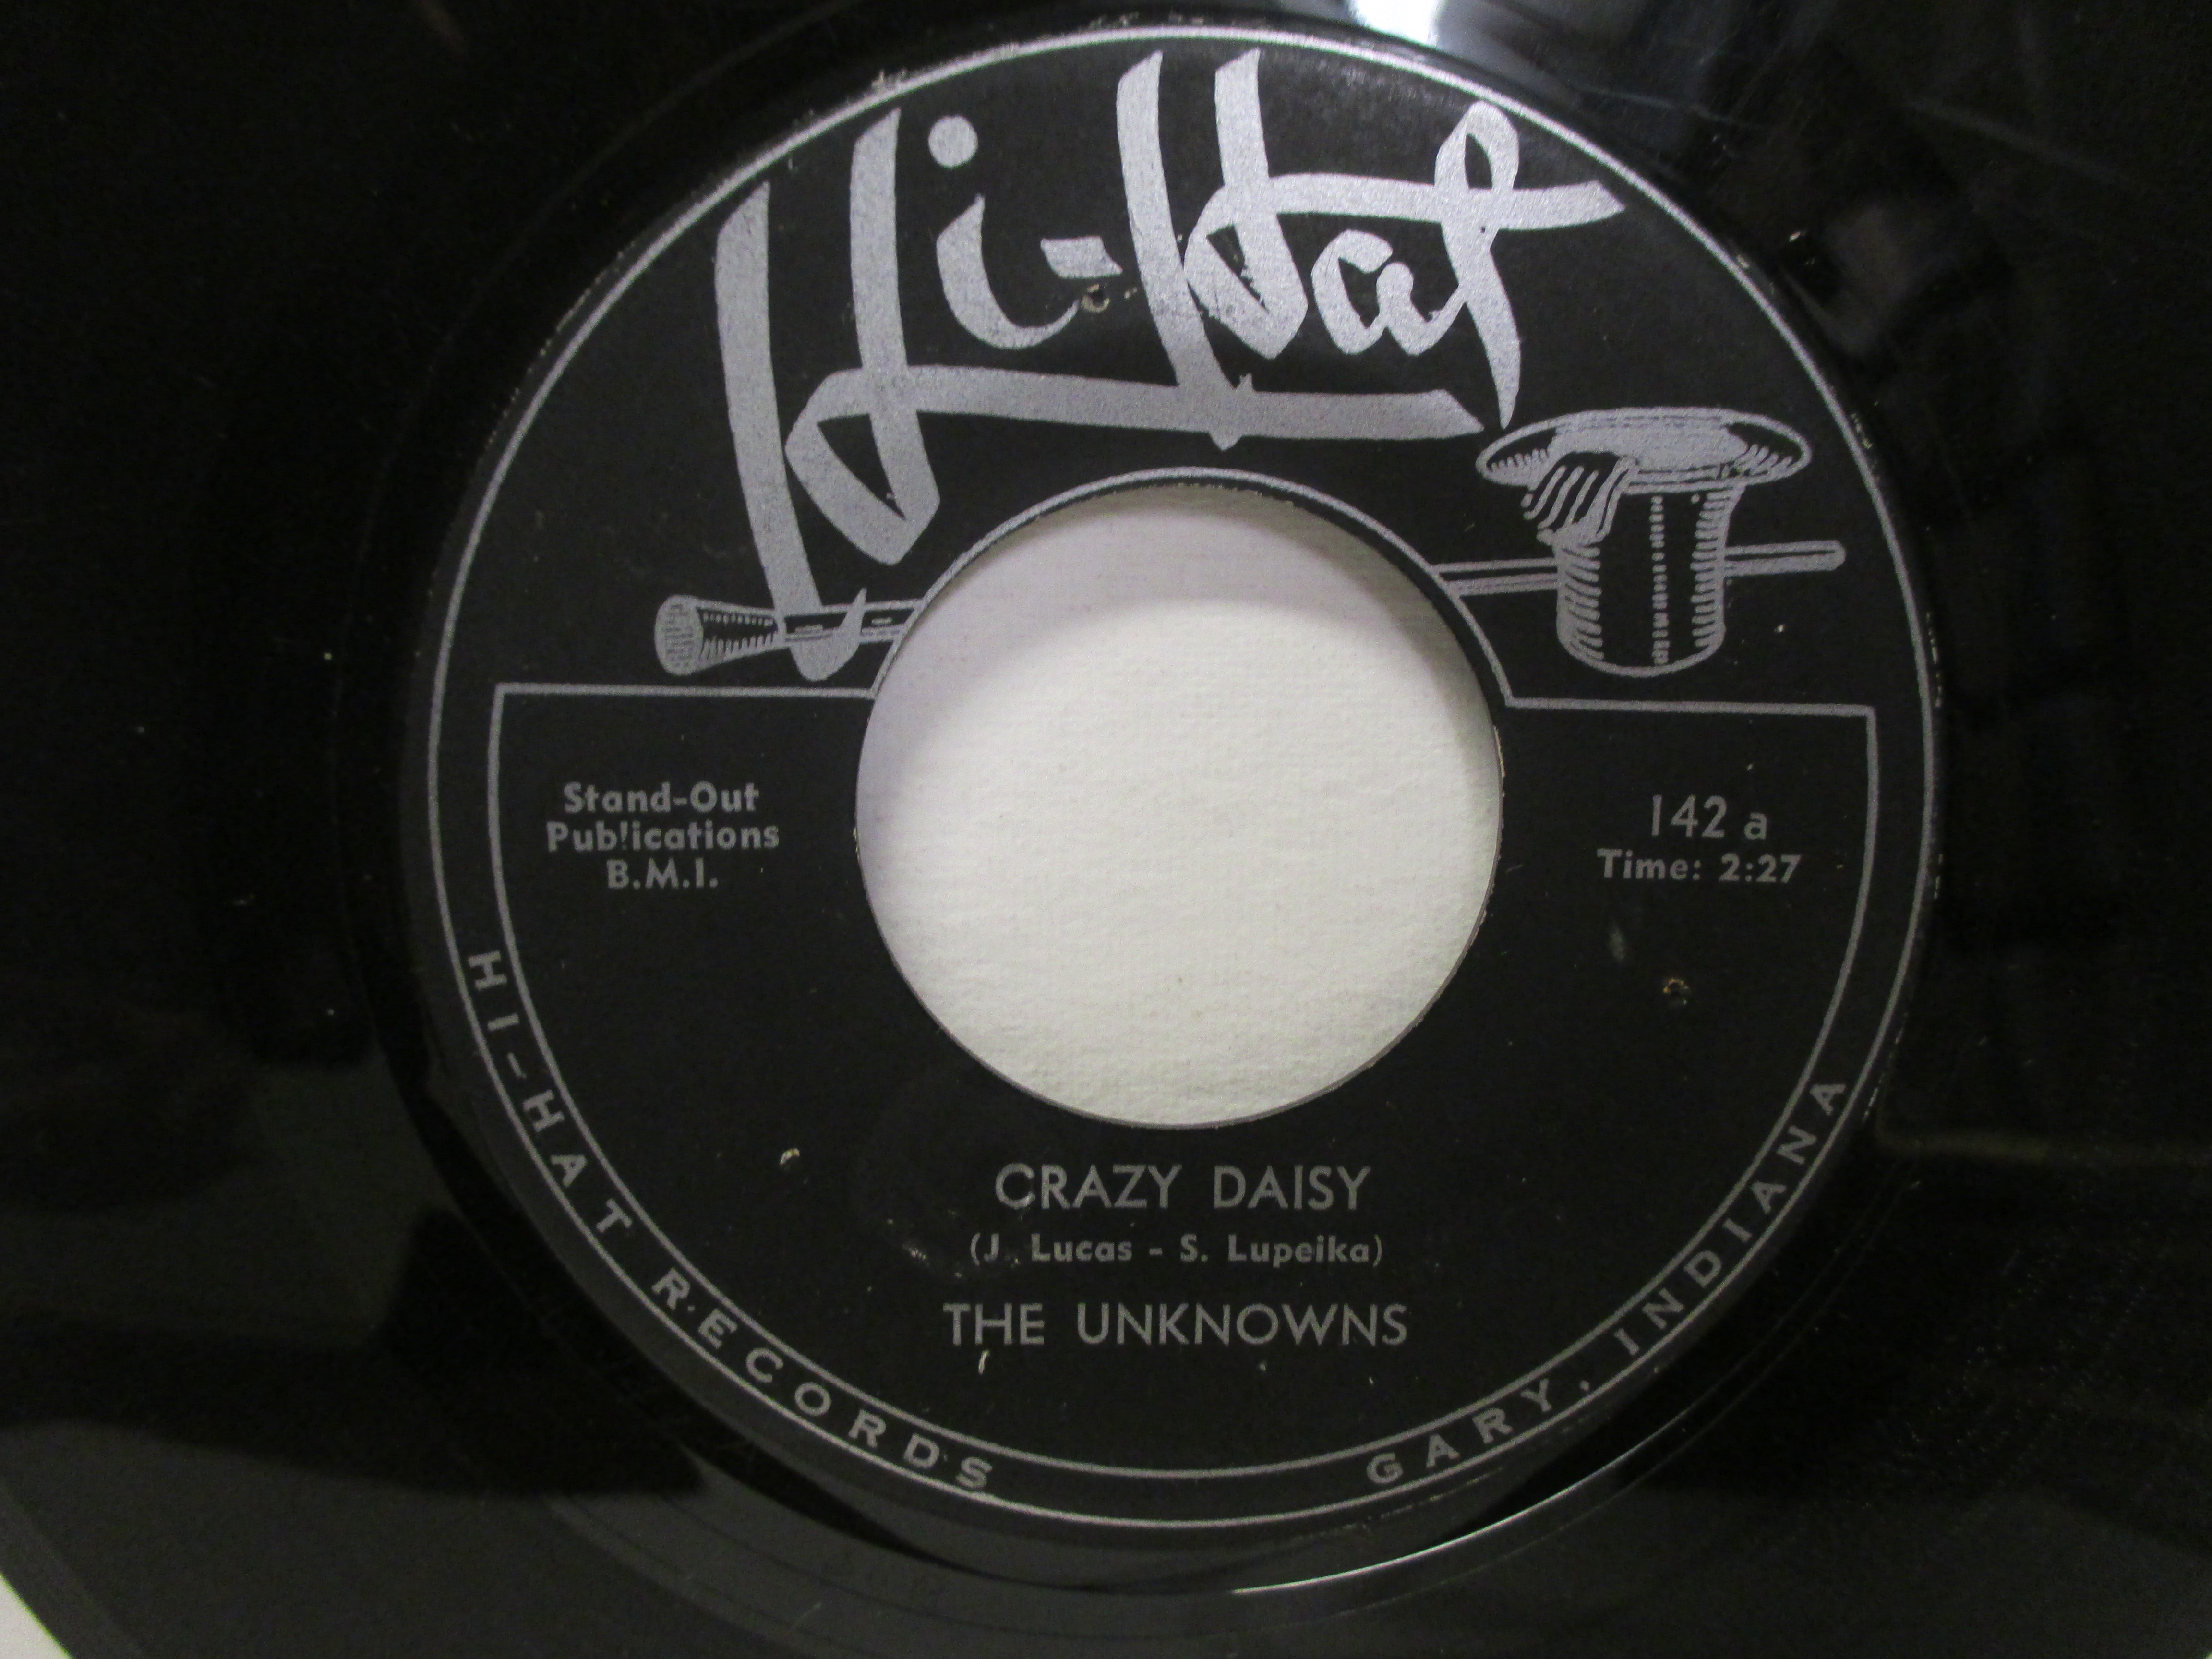 Hi-Hat
Stand-Out
Publications
B.M.I.
142 a
Time: 2:27
CRAZY DAISY
(J. Lucas - S. Lupeika)
THE UNKNOWNS
HI-HAT RECORDS GARY, INDIANA